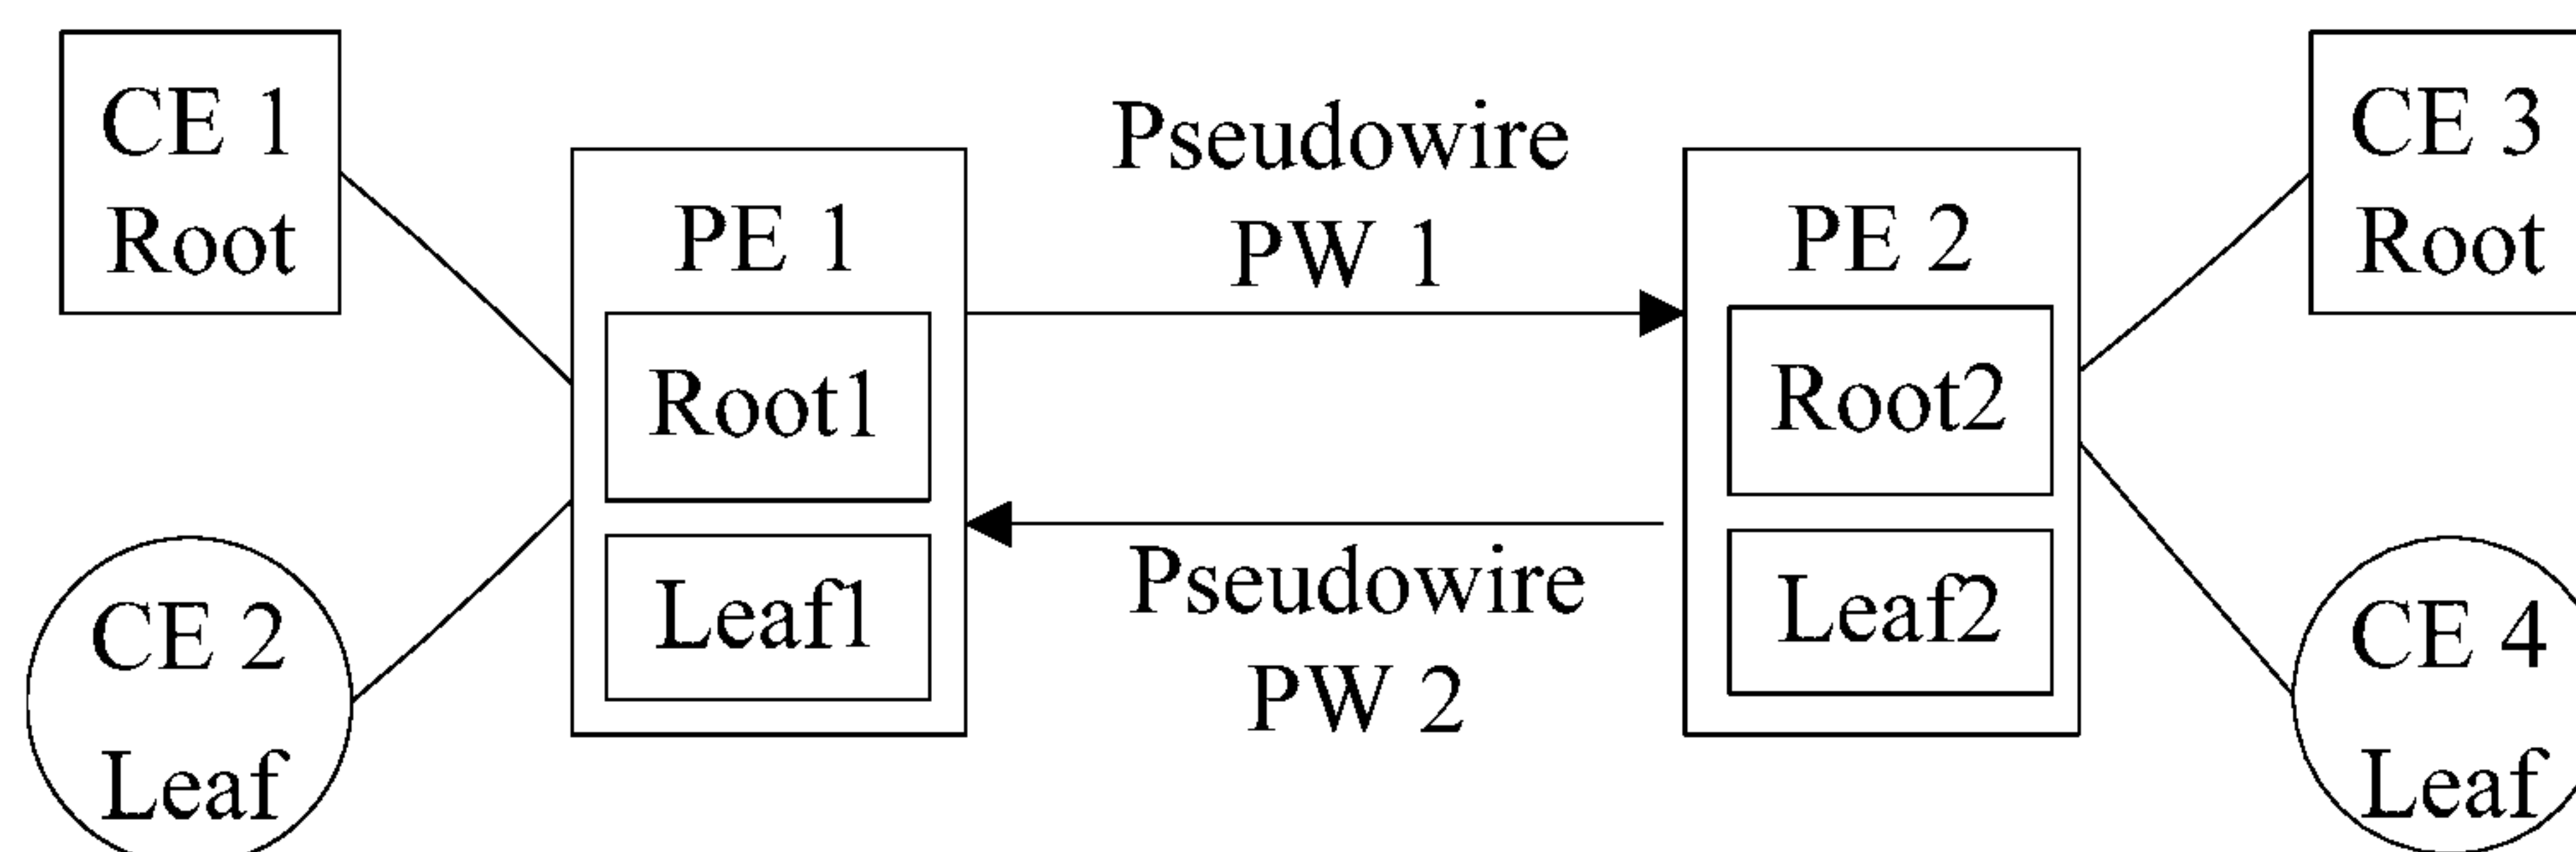 CE 1
Root
CE 2
Leaf
PE 1
Root1
Leaf1
Pseudowire
PW 1
Pseudowire
PW 2
PE 2
Root2
Leaf2
CE 3
Root
CE 4
Leaf